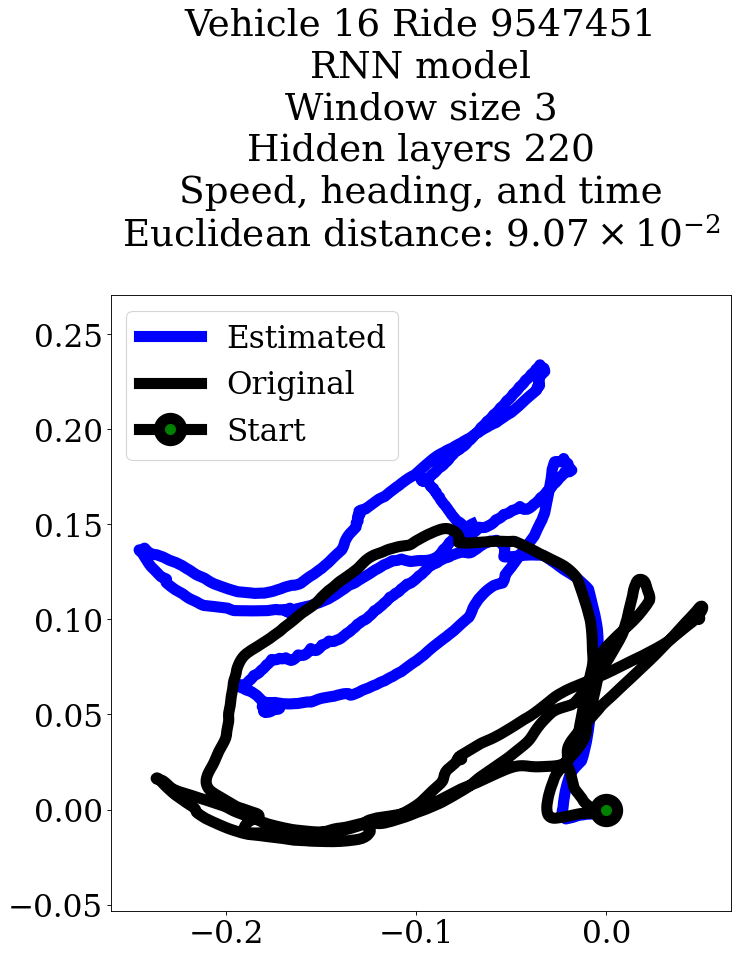 Vehicle 16 Ride 9547451
RNN model
Window size 3
Hidden layers 220
Speed, heading, and time
Euclidean distance: 9.07 × 10⁻²
Estimated
Original
Start
0.25
0.20
0.15
0.10
0.05
0.00
−0.05
−0.2
−0.1
0.0